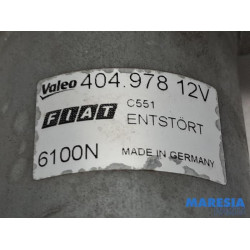 Valeo 404.978 12V
FIAT C551
ENTSTÖRT
6100N MADE IN GERMANY
MARESIA